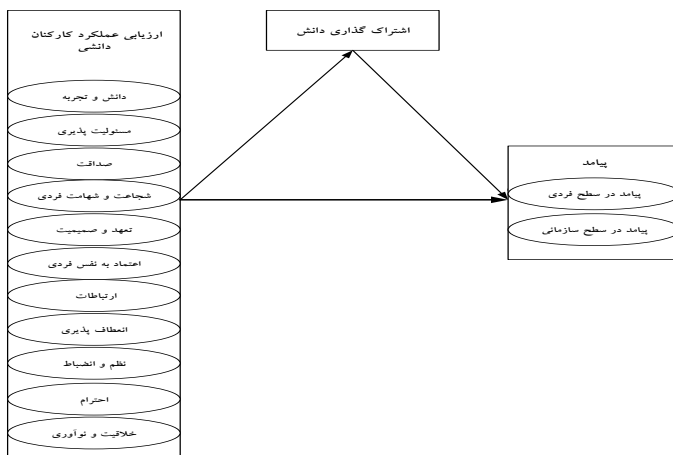 ارزیابی عملکرد کارکنان
دانشی
دانش و تجربه
مسئولیت پذیری
صداقت
شجاعت و شهامت فردی
تعهد و صمیمیت
اعتماد به نفس فردی
ارتباطات
انعطاف پذیری
نظم و انضباط
احترام
خلاقیت و نوآوری
اشتراک گذاری دانش
پیامد
پیامد در سطح فردی
پیامد در سطح سازمانی